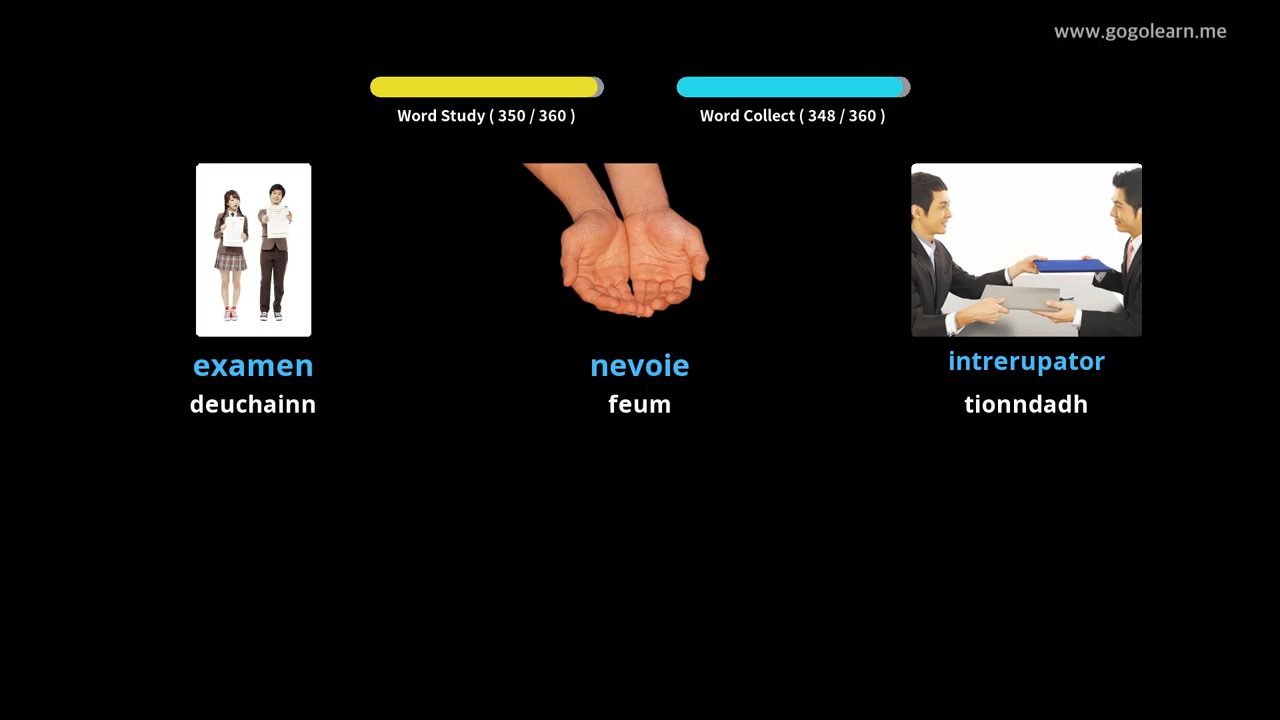 www.gogolearn.me
Word Study ( 350 / 360 )
Word Collect ( 348 / 360 )
examen
nevoie
intrerupator
deuchainn
feum
tionndadh